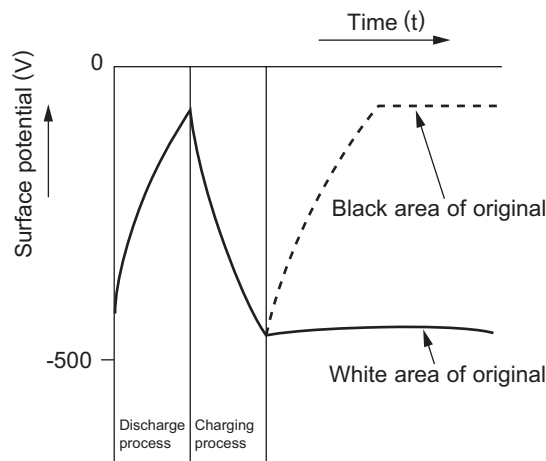 Time (t)
0
Surface potential (V)
Black area of original
-500
White area of original
Discharge
process
Charging
process